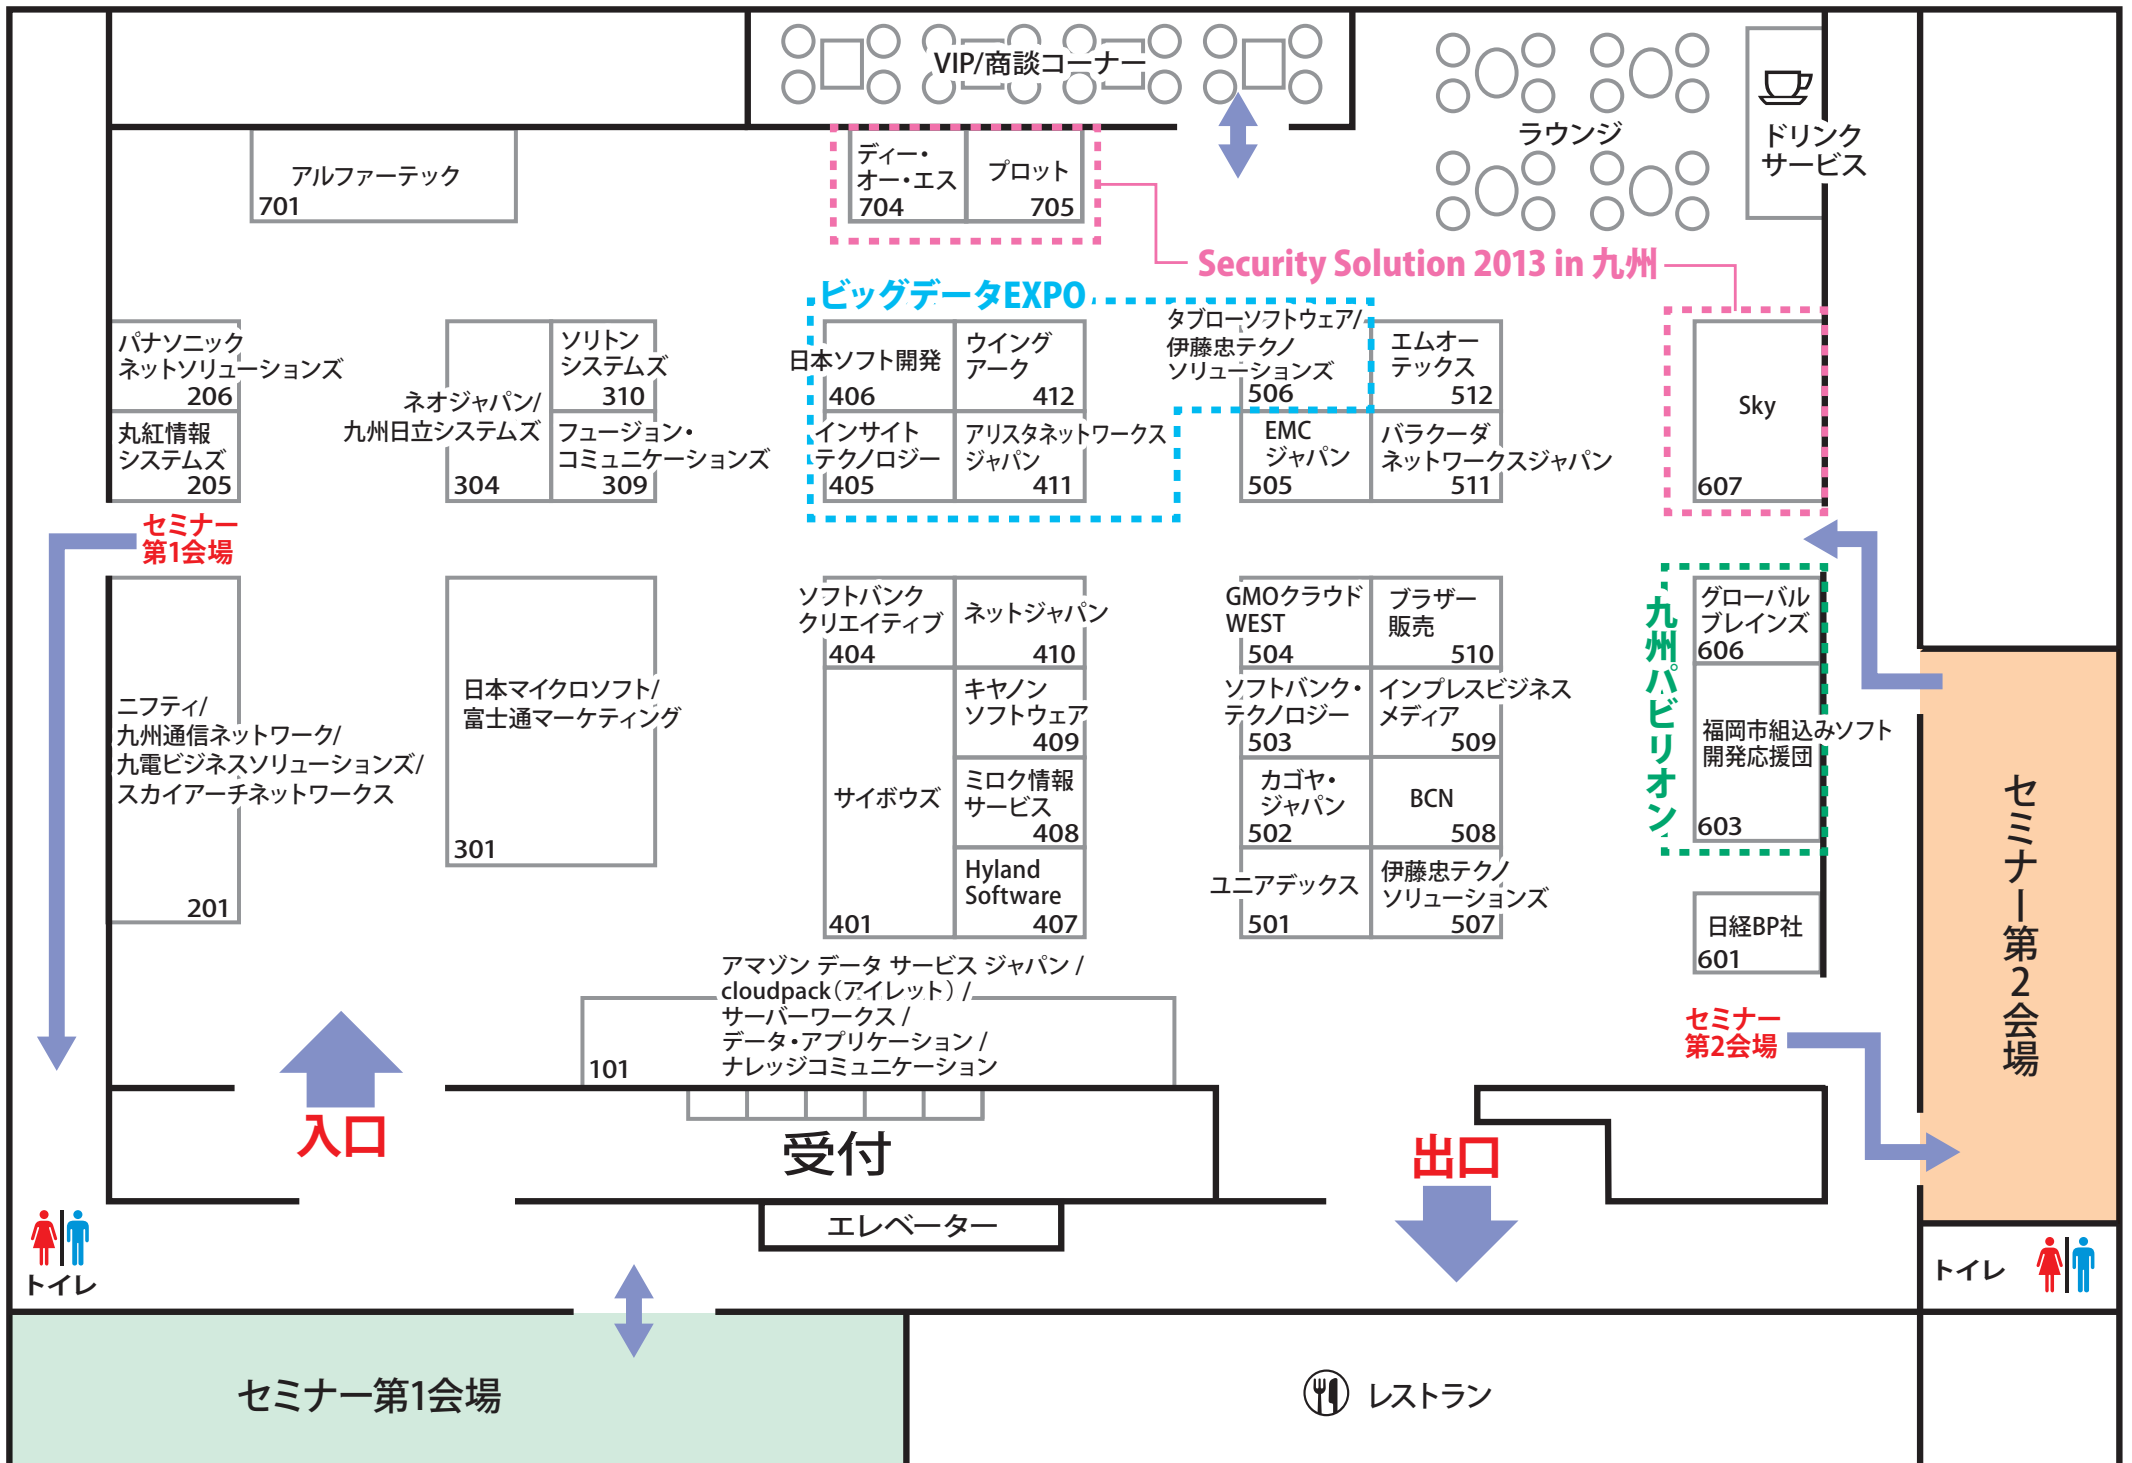 VIP/商談コーナー
ラウンジ
ドリンク
サービス
アルファーテック
701
ディー・
オー・エス
704
プロット
705
Security Solution 2013 in 九州
ビッグデータEXPO
パナソニック
ネットソリューションズ
206
丸紅情報
システムズ
205
ネオジャパン/
九州日立システムズ
304
ソリトン
システムズ
310
フュージョン・
コミュニケーションズ
309
日本ソフト開発
406
ウイング
アーク
412
インサイト
テクノロジー
405
アリスタネットワークス
ジャパン
411
タブローソフトウェア/
伊藤忠テクノ
ソリューションズ
506
エムオー
テックス
512
EMC
ジャパン
505
バラクーダ
ネットワークスジャパン
511
Sky
607
セミナー
第1会場
ニフティ/
九州通信ネットワーク/
九電ビジネスソリューションズ/
スカイアーチネットワークス
201
日本マイクロソフト/
富士通マーケティング
301
ソフトバンク
クリエイティブ
404
ネットジャパン
410
サイボウズ
401
キヤノン
ソフトウェア
409
ミロク情報
サービス
408
Hyland
Software
407
GMOクラウド
WEST
504
ブラザー
販売
510
ソフトバンク・
テクノロジー
503
インプレスビジネス
メディア
509
カゴヤ・
ジャパン
502
BCN
508
ユニアデックス
501
伊藤忠テクノ
ソリューションズ
507
九州パビリオン
グローバル
ブレインズ
606
福岡市組込みソフト
開発応援団
603
日経BP社
601
セミナー第2会場
アマゾン データ サービス ジャパン /
cloudpack（アイレット）/
サーバーワークス /
データ・アプリケーション /
ナレッジコミュニケーション
101
セミナー
第2会場
入口
受付
出口
エレベーター
トイレ
トイレ
セミナー第1会場
レストラン